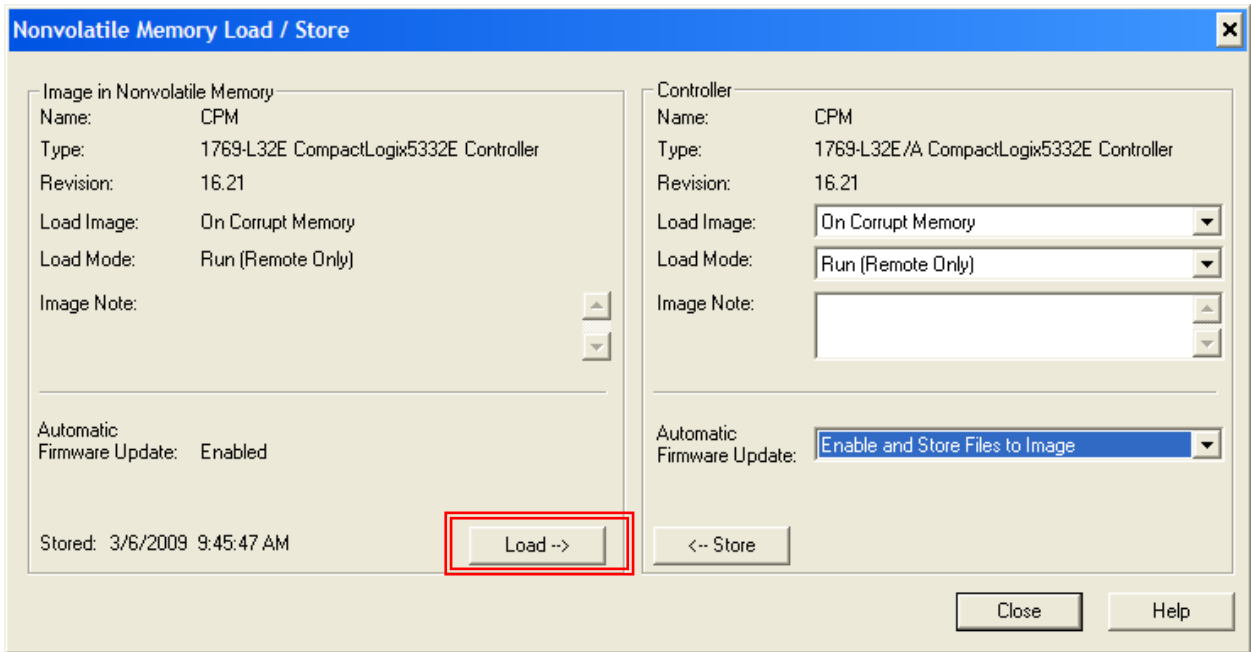 Nonvolatile Memory Load / Store
Image in Nonvolatile Memory
Name: CPM
Type: 1769-L32E CompactLogix5332E Controller
Revision: 16.21
Load Image: On Corrupt Memory
Load Mode: Run (Remote Only)
Image Note:
Automatic
Firmware Update: Enabled
Stored: 3/6/2009 9:45:47 AM
Load -->
Controller
Name: CPM
Type: 1769-L32E/A CompactLogix5332E Controller
Revision: 16.21
Load Image: On Corrupt Memory
Load Mode: Run (Remote Only)
Image Note:
Automatic
Firmware Update: Enable and Store Files to Image
<-- Store
Close
Help